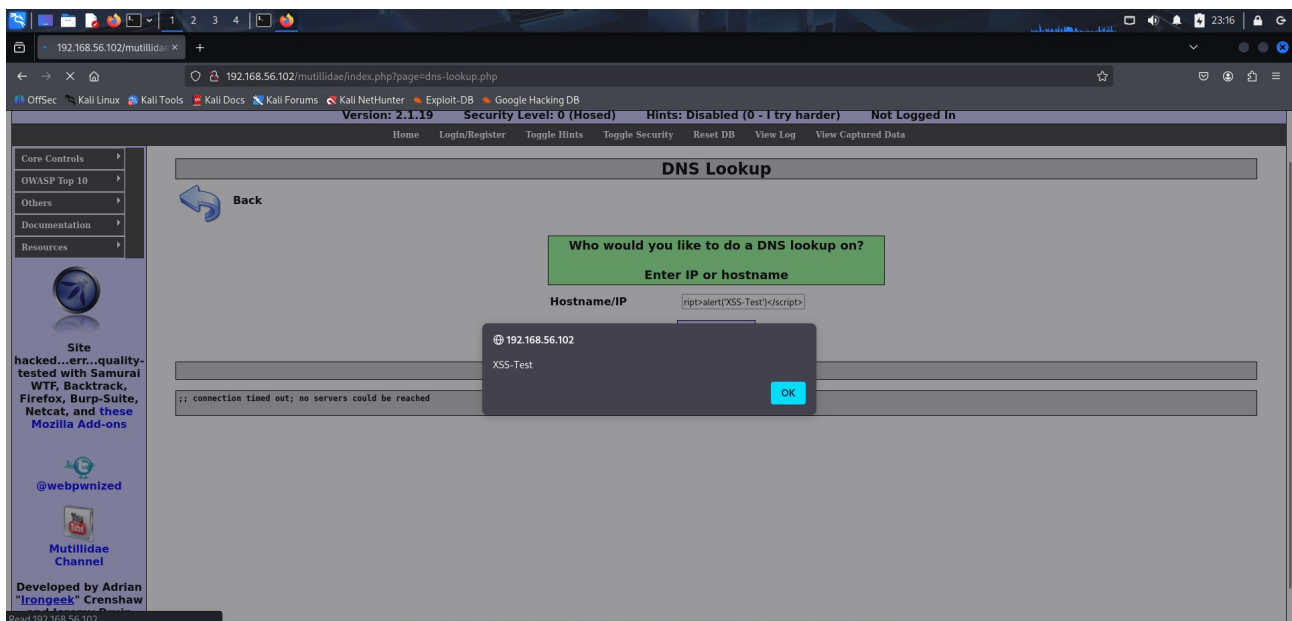 1 2 3 4
23:16
192.168.56.102/mutillidae
192.168.56.102/mutillidae/index.php?page=dns-lookup.php
OffSec Kali Linux Kali Tools Kali Docs Kali Forums Kali NetHunter Exploit-DB Google Hacking DB
Version: 2.1.19 Security Level: 0 (Hosed) Hints: Disabled (0 - I try harder) Not Logged In
Home Login/Register Toggle Hints Toggle Security Reset DB View Log View Captured Data
Core Controls
OWASP Top 10
Others
Documentation
Resources
DNS Lookup
Back
Who would you like to do a DNS lookup on?
Enter IP or hostname
Hostname/IP ript>alert('XSS-Test')</script>
192.168.56.102
XSS-Test
OK
;; connection timed out; no servers could be reached
Site
hacked...err...quality-
tested with Samurai
WTF, Backtrack,
Firefox, Burp-Suite,
Netcat, and these
Mozilla Add-ons
@webpwnized
You
Tube
Mutillidae
Channel
Developed by Adrian
"Irongeek" Crenshaw
Read 192.168.56.102